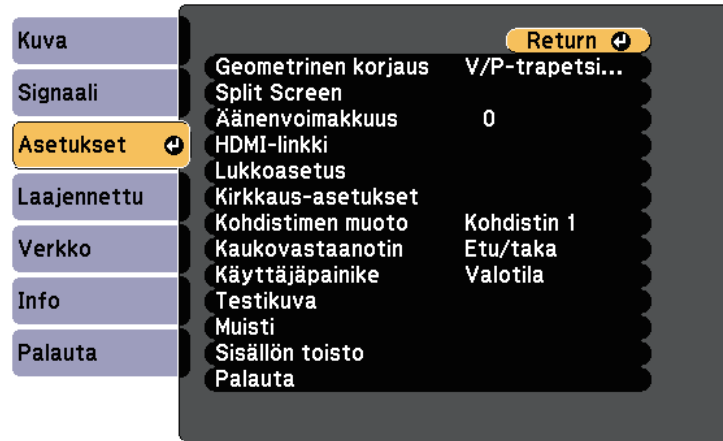 Kuva
Signaali
Asetukset
Laajennettu
Verkko
Info
Palauta
Return
Geometrinen korjaus V/P-trapetsi...
Split Screen
Äänenvoimakkuus 0
HDMI-linkki
Lukkoasetus
Kirkkaus-asetukset
Kohdistimen muoto Kohdistin 1
Kaukovastaanotin Etu/taka
Käyttäjäpainike Valotila
Testikuva
Muisti
Sisällön toisto
Palauta